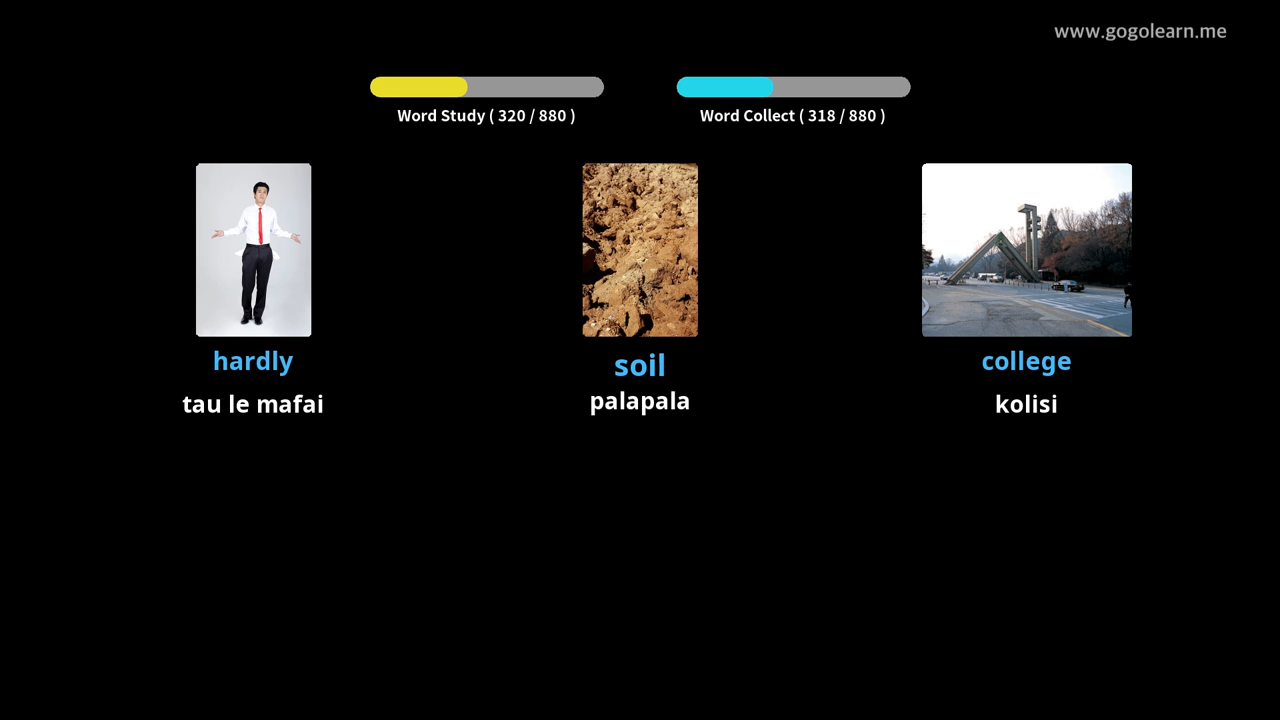 www.gogolearn.me
Word Study ( 320 / 880 )
Word Collect ( 318 / 880 )
hardly
tau le mafai
soil
palapala
college
kolisi